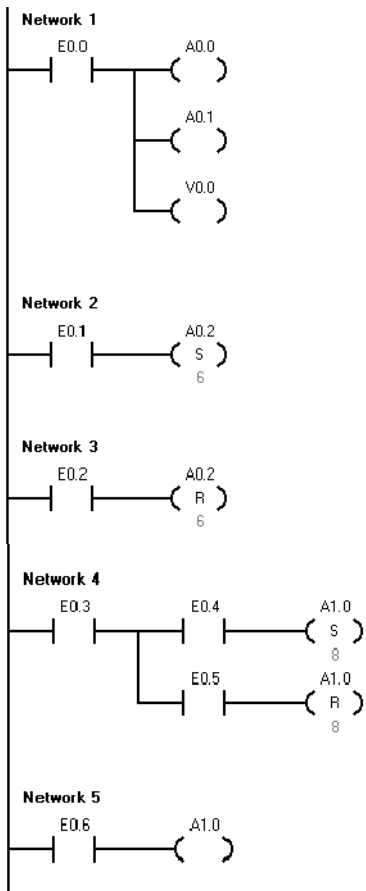 Network 1
E0.0 A0.0
A0.1
V0.0
Network 2
E0.1 A0.2
S
6
Network 3
E0.2 A0.2
R
6
Network 4
E0.3 E0.4 A1.0
S
8
E0.5 A1.0
R
8
Network 5
E0.6 A1.0